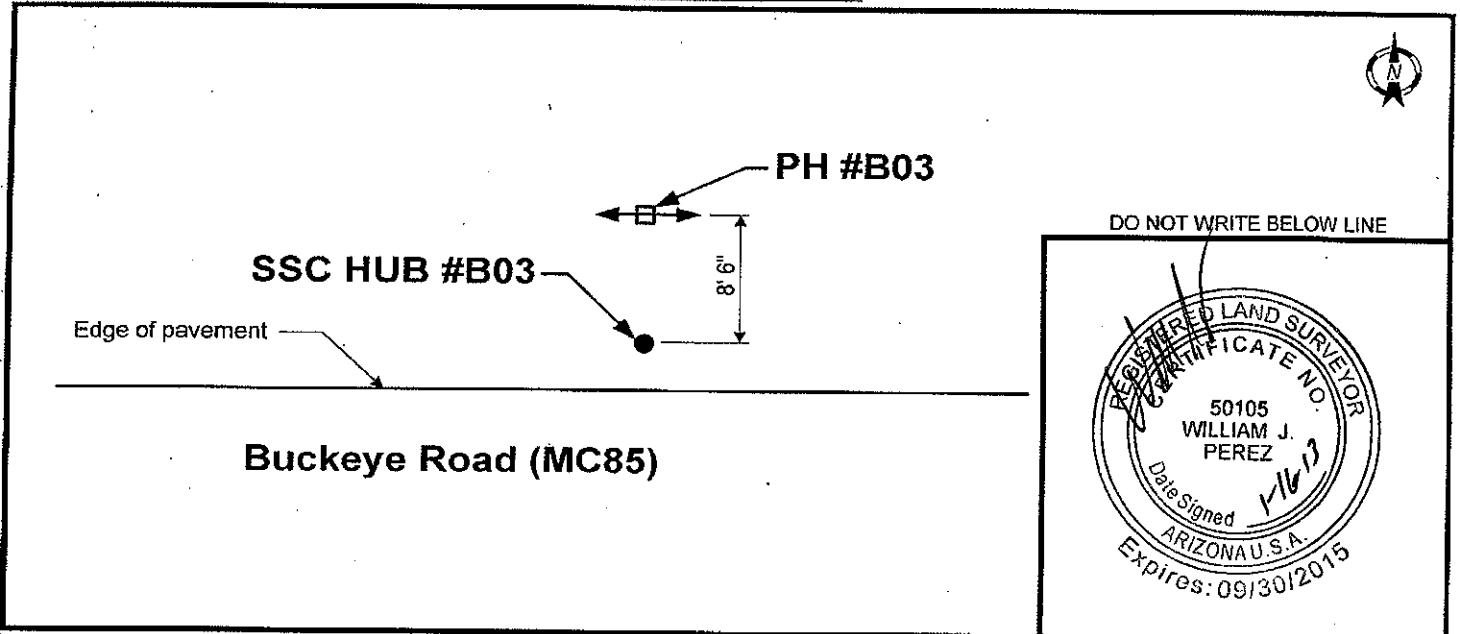 N
PH #B03
DO NOT WRITE BELOW LINE
SSC HUB #B03
8' 6"
Edge of pavement
Buckeye Road (MC85)
REGISTERED LAND SURVEYOR
CERTIFICATE NO.
50105
WILLIAM J.
PEREZ
Date Signed 1-16-13
ARIZONA U.S.A.
Expires: 09/30/2015